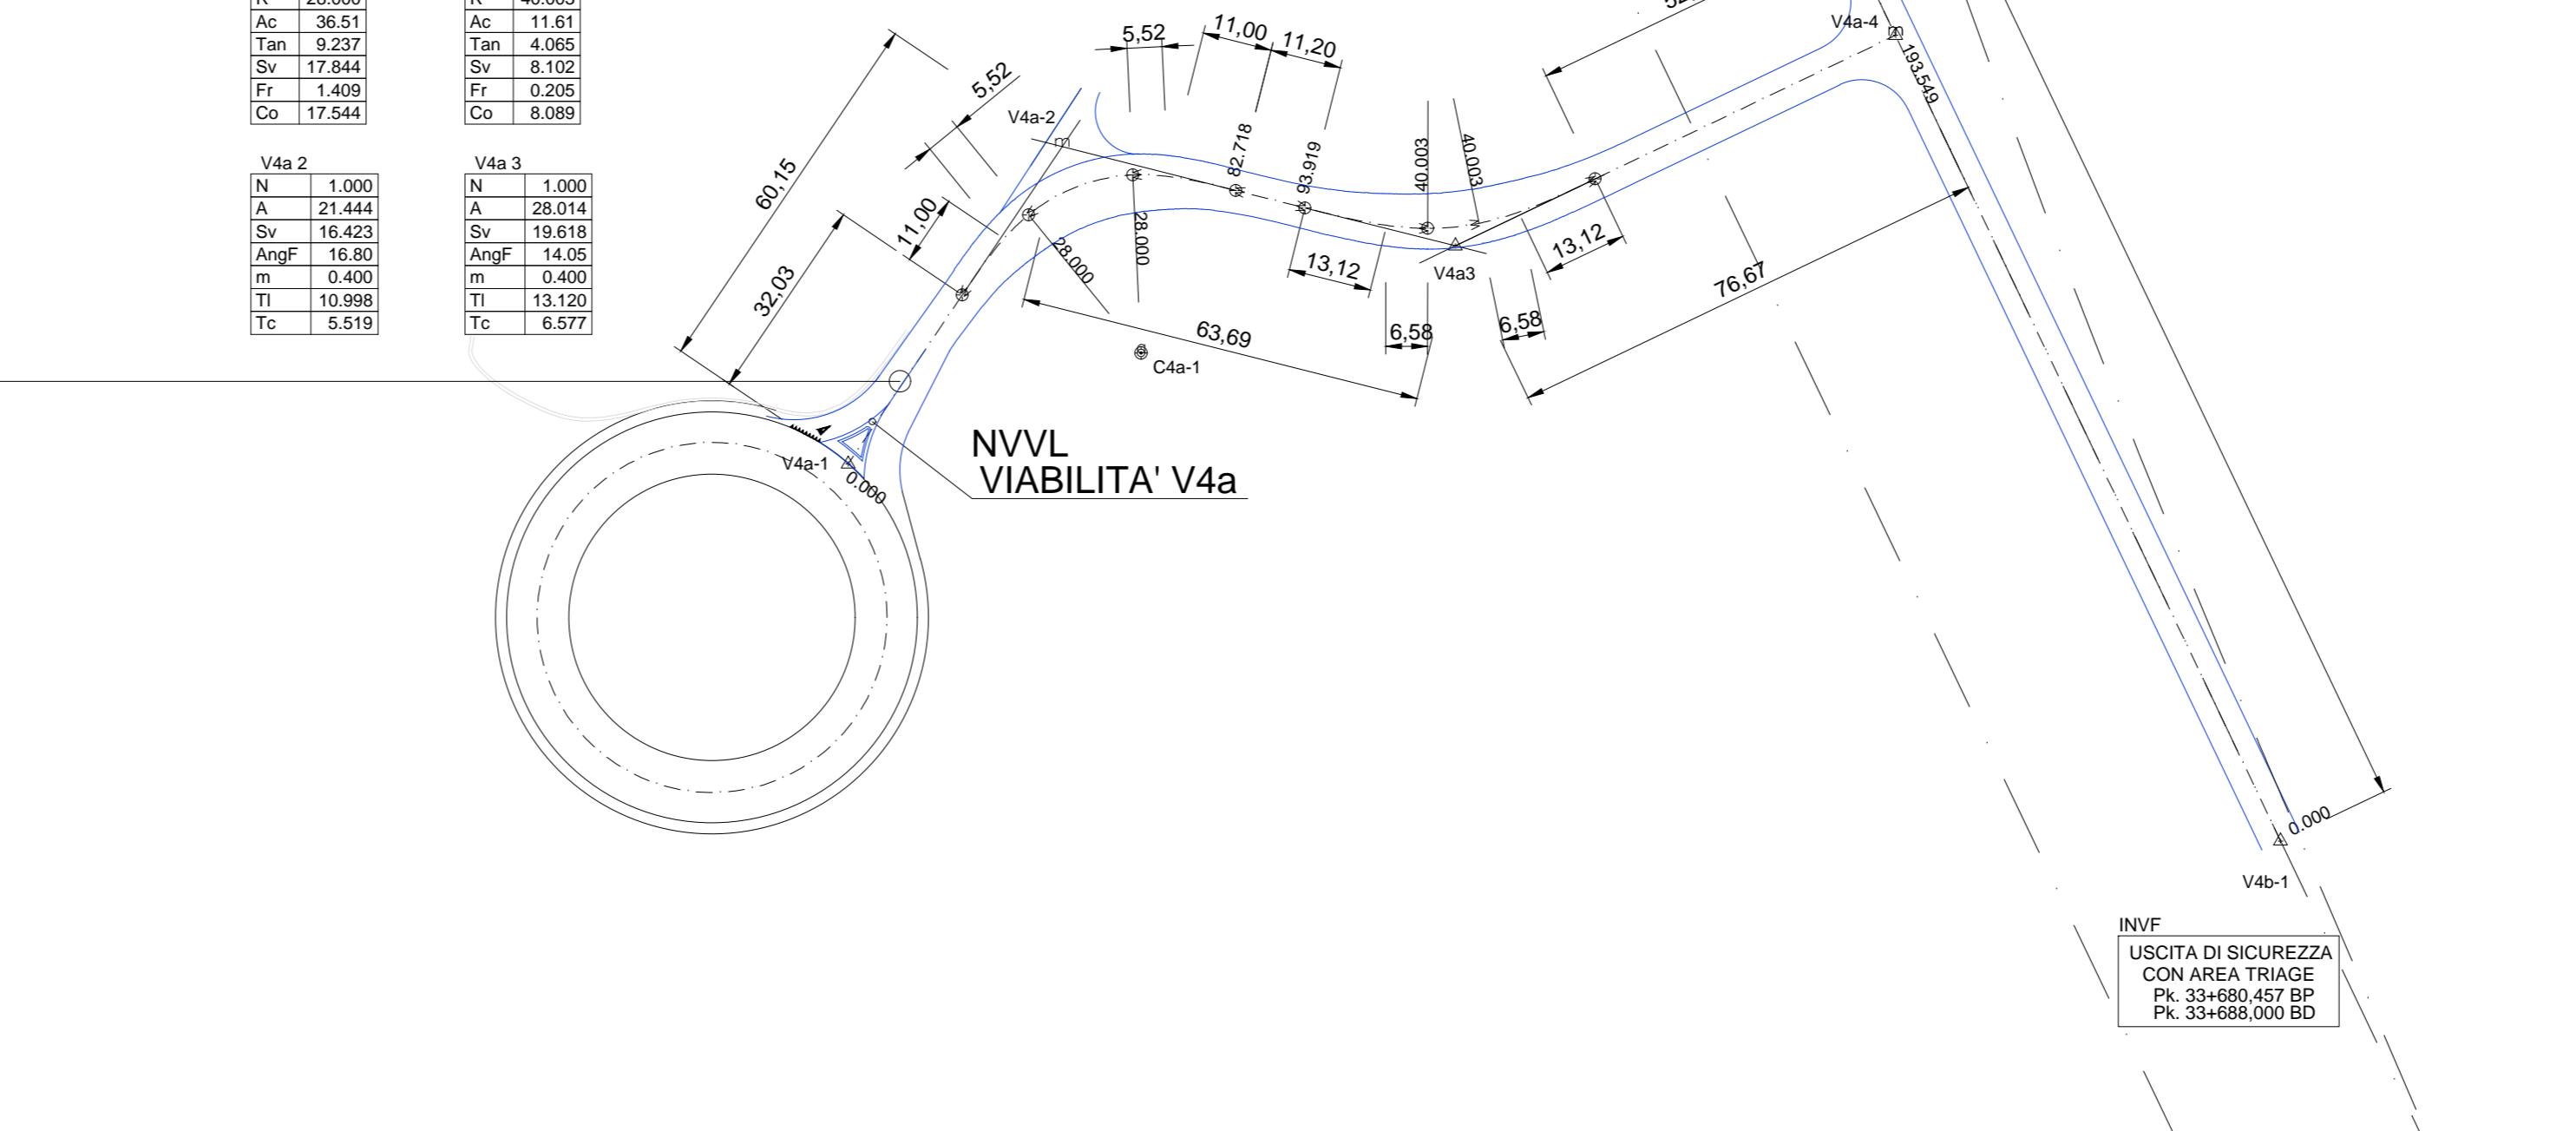 Ac 36.51
Tan 9.237
Sv 17.844
Fr 1.409
Co 17.544
Ac 11.61
Tan 4.065
Sv 8.102
Fr 0.205
Co 8.089
V4a 2
N 1.000
A 21.444
Sv 16.423
AngF 16.80
m 0.400
Tl 10.998
Tc 5.519
V4a 3
N 1.000
A 28.014
Sv 19.618
AngF 14.05
m 0.400
Tl 13.120
Tc 6.577
60,15
32,03
11,00
5,52
5,52
11,00
11,20
V4a-2
82.718
93.919
40.003
40.003
28.000
28.000
13,12
13,12
V4a3
6,58
6,58
63,69
76,67
C4a-1
V4a-4
193.549
V4a-1
0.000
NVVL
VIABILITA' V4a
0.000
V4b-1
INVF
USCITA DI SICUREZZA
CON AREA TRIAGE
Pk. 33+680,457 BP
Pk. 33+688,000 BD